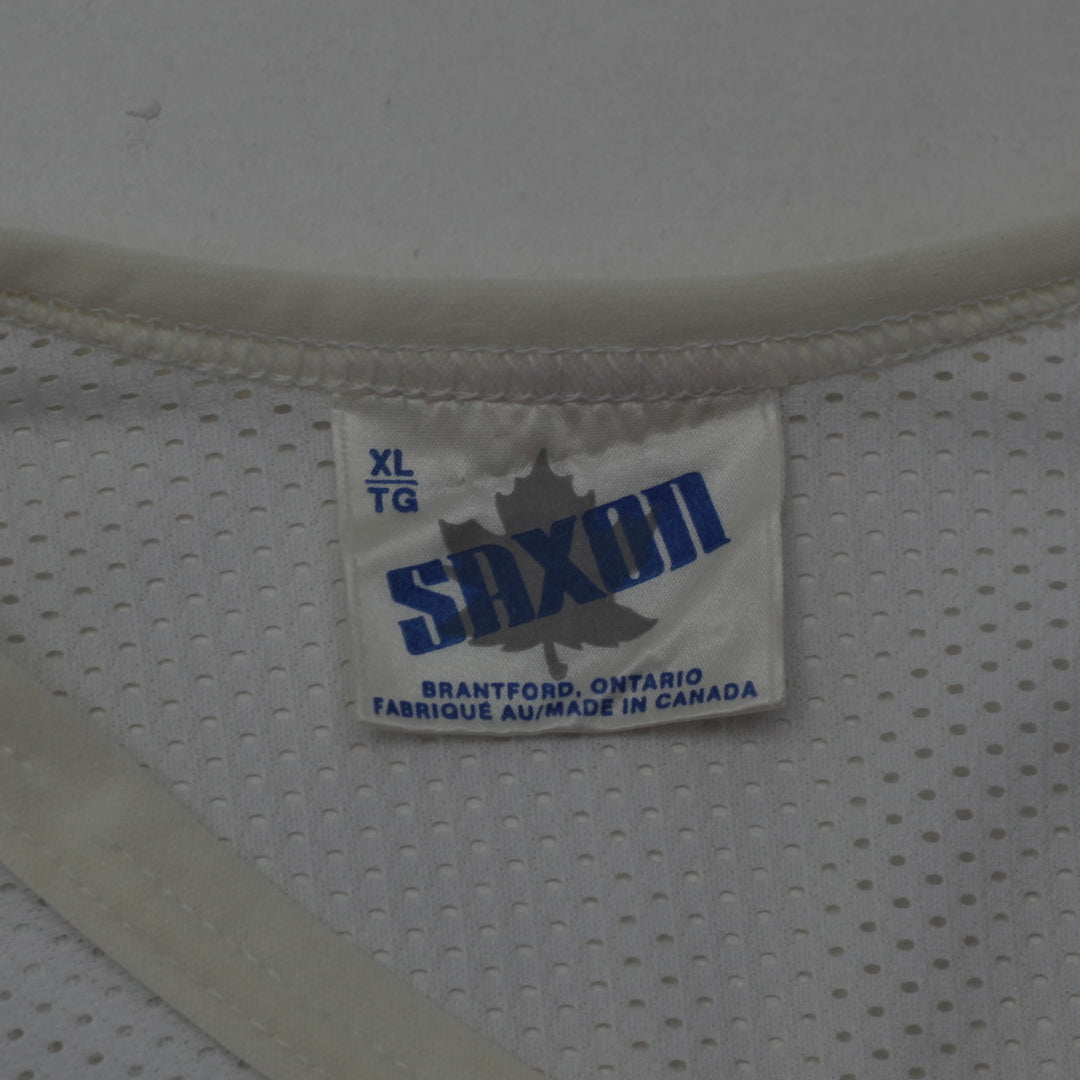 XL
TG
SAXON
BRANTFORD, ONTARIO
FABRIQUÉ AU/MADE IN CANADA